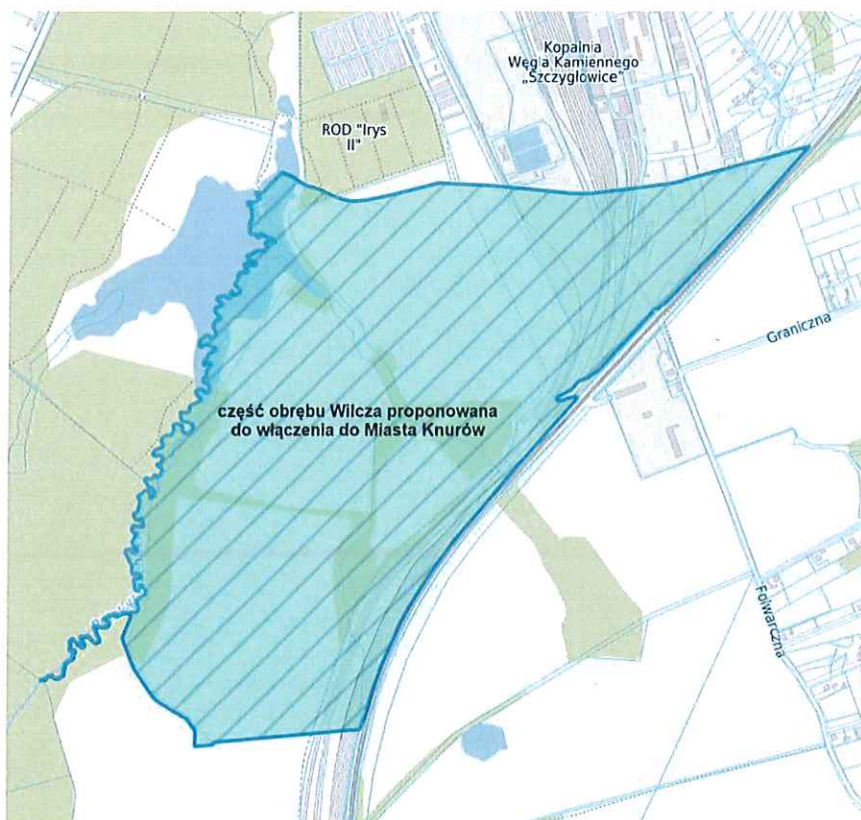 Kopalnia
Węgla Kamiennego
„Szczygłowice"
ROD "Irys
II"
Graniczna
część obrębu Wilcza proponowana
do włączenia do Miasta Knurów
Folwarczna